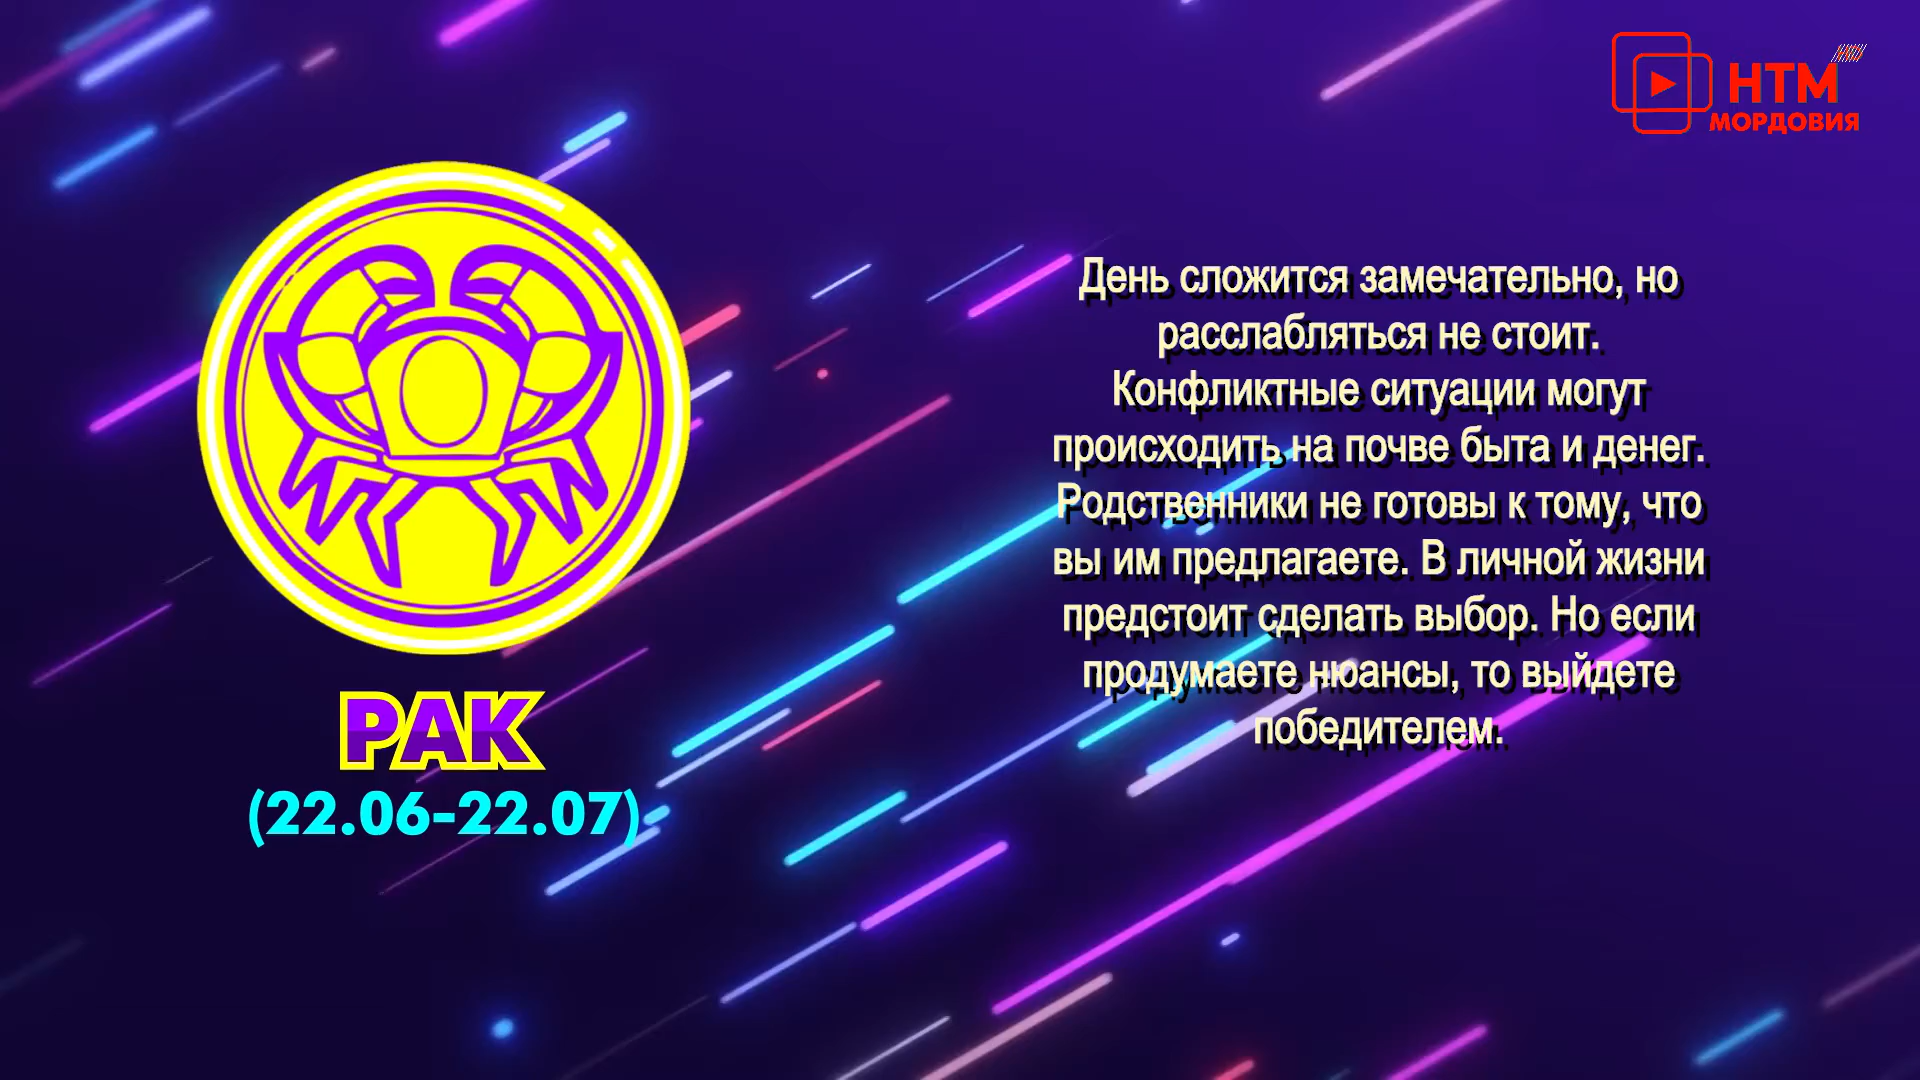 НТМ
МОРДОВИЯ
День сложится замечательно, но
расслабляться не стоит.
Конфликтные ситуации могут
происходить на почве быта и денег.
Родственники не готовы к тому, что
вы им предлагаете. В личной жизни
предстоит сделать выбор. Но если
продумаете нюансы, то выйдете
победителем.
РАК
(22.06-22.07)